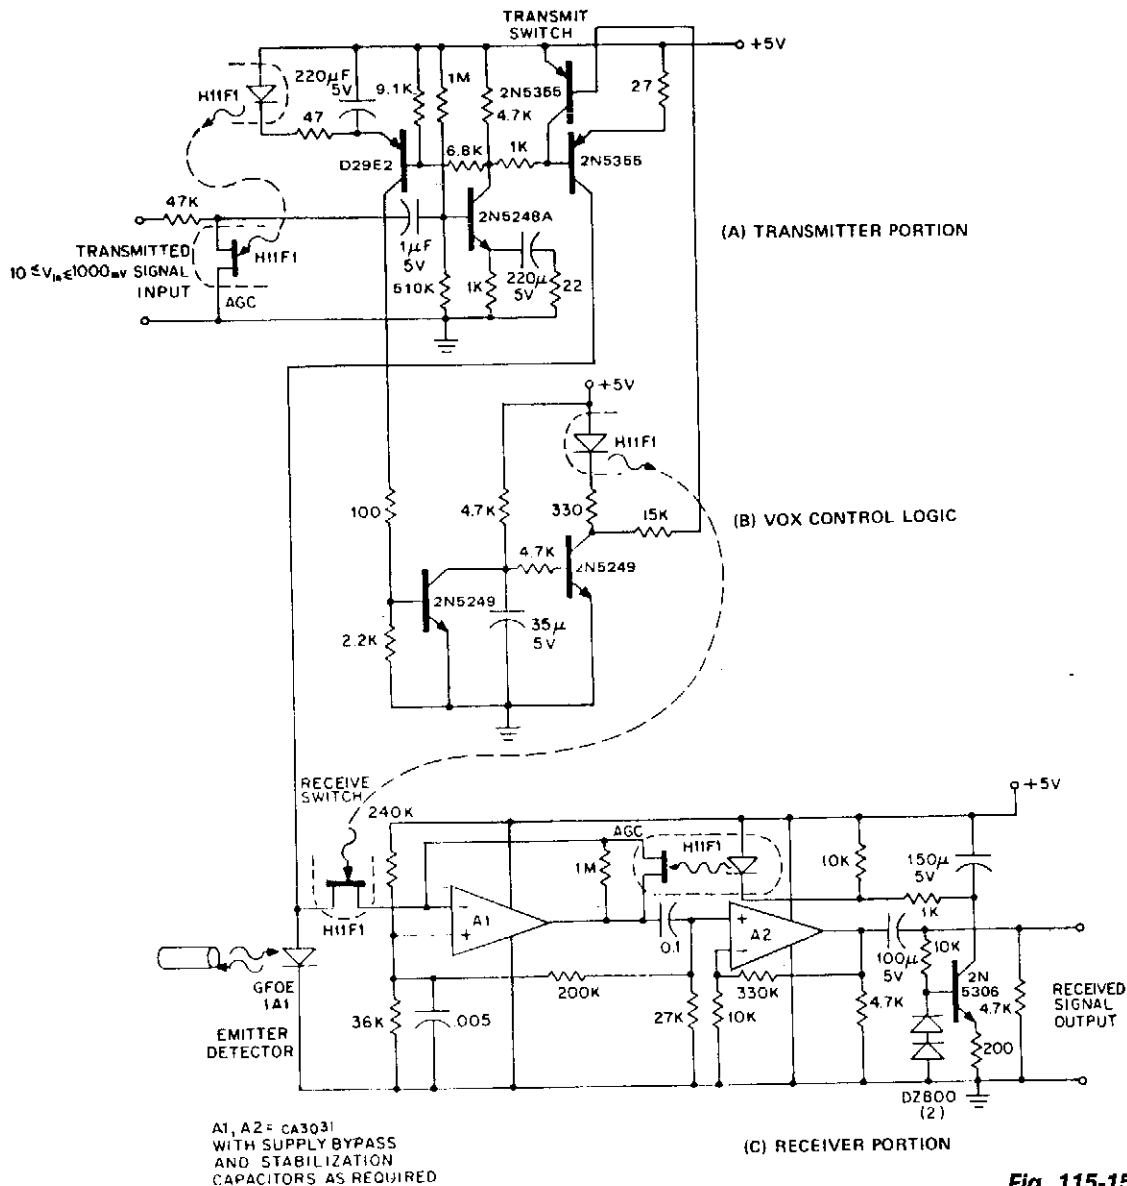 TRANSMIT
SWITCH
+5V
220µF
5V
H11F1
9.1K
1M
2N5355
4.7K
27
47
6.8K
1K
2N5355
D29E2
47K
2N5248A
(A) TRANSMITTER PORTION
TRANSMITTED
10 ≤ Vin ≤ 1000mv SIGNAL
INPUT
H11F1
AGC
1µF
5V
510K
1K
220µ
5V
22
+5V
H11F1
100
4.7K
330
15K
(B) VOX CONTROL LOGIC
4.7K
2N5249
2N5249
2.2K
35µ
5V
RECEIVE
SWITCH
240K
+5V
AGC
H11F1
1M
10K
150µ
5V
1K
H11F1
A1
−
+
0.1
+
−
A2
100µ
5V
10K
GFOE
1A1
200K
330K
2N
5306
4.7K
RECEIVED
SIGNAL
OUTPUT
EMITTER
DETECTOR
36K
.005
27K
10K
4.7K
200
DZ800
(2)
A1, A2 = CA3031
WITH SUPPLY BYPASS
AND STABILIZATION
CAPACITORS AS REQUIRED
(C) RECEIVER PORTION
Fig. 115-15